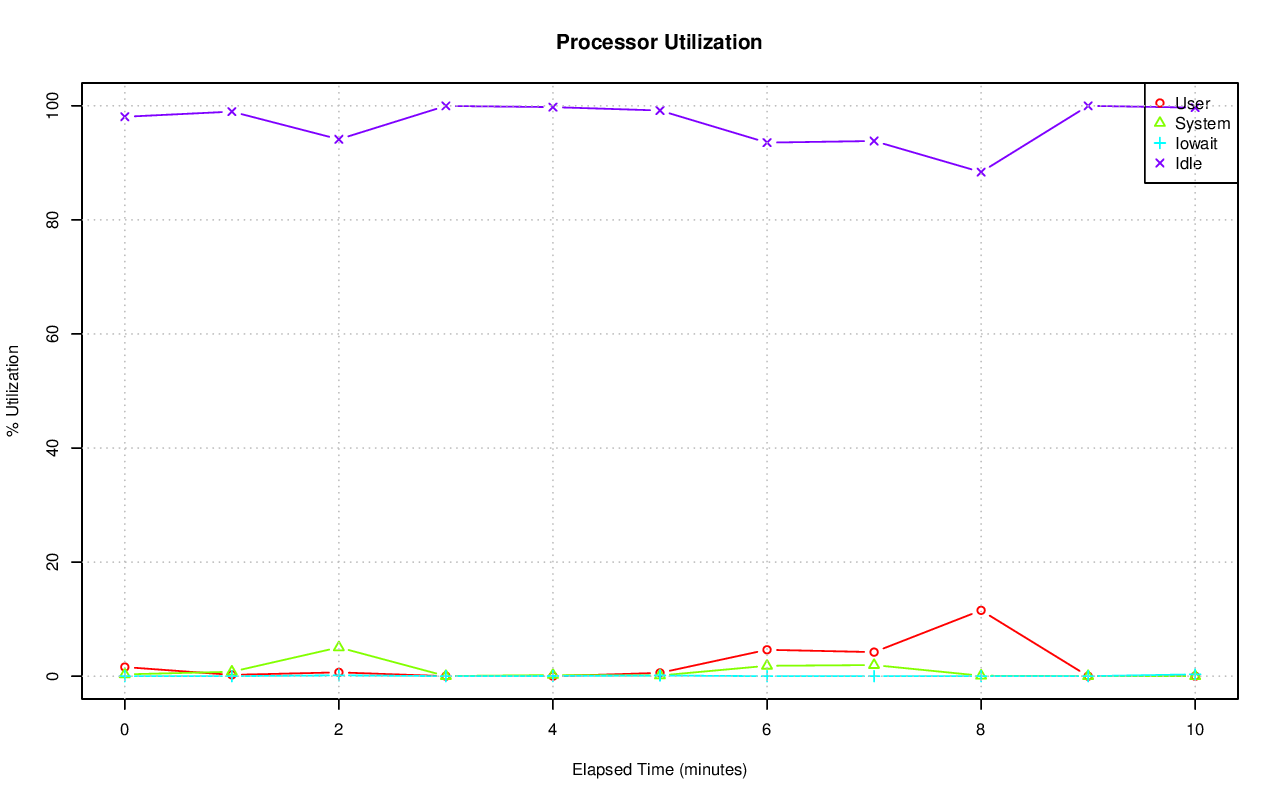 Processor Utilization
100
80
60
40
20
0
% Utilization
User
System
Iowait
Idle
0 2 4 6 8 10
Elapsed Time (minutes)